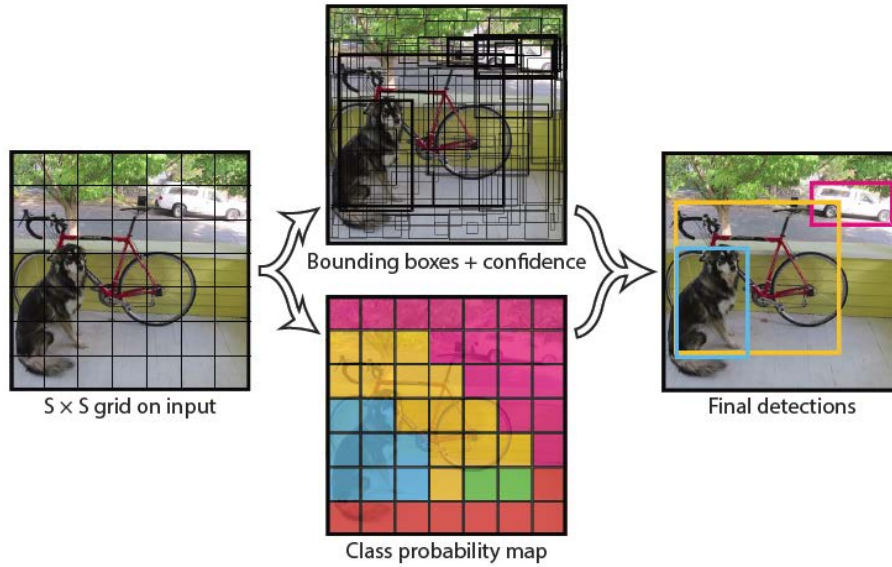 Bounding boxes + confidence
S × S grid on input
Final detections
Class probability map